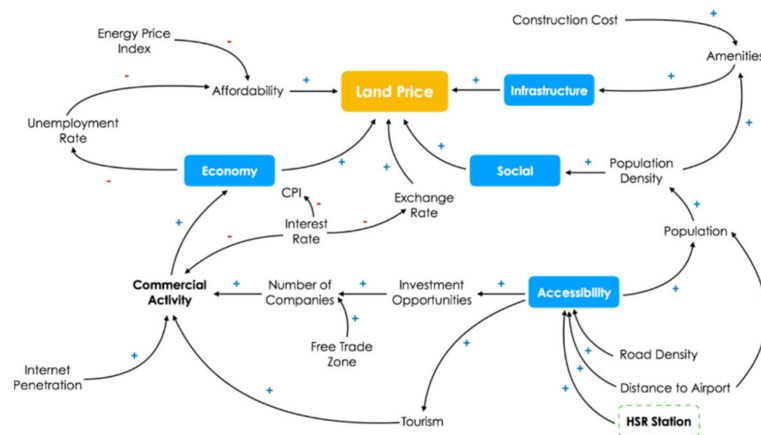 Construction Cost
+
Energy Price
Index
-
Amenities
-
+
Affordability
+
Land Price
+
Infrastructure
+
Unemployment
Rate
+
-
Economy
+
+
+
Social
+
Population
Density
CPI
-
Exchange
Rate
+
Interest
Rate
-
+
-
Population
Commercial
Activity
+
Number of
Companies
+
Investment
Opportunities
+
Accessibility
+
+
Free Trade
Zone
+
+
Road Density
Internet
Penetration
+
+
+
Distance to Airport
+
Tourism
HSR Station